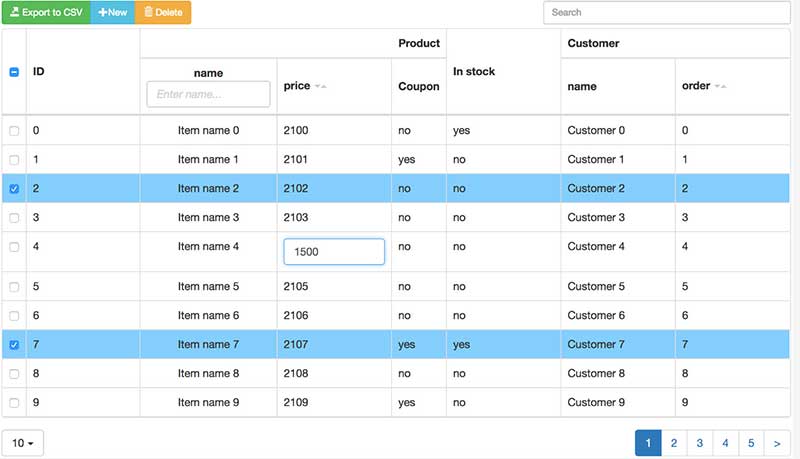 Export to CSV +New Delete Search
Product Customer
ID name price Coupon In stock name order
Enter name...
0 Item name 0 2100 no yes Customer 0 0
1 Item name 1 2101 yes no Customer 1 1
2 Item name 2 2102 no no Customer 2 2
3 Item name 3 2103 no no Customer 3 3
4 Item name 4 1500 no no Customer 4 4
5 Item name 5 2105 no no Customer 5 5
6 Item name 6 2106 no no Customer 6 6
7 Item name 7 2107 yes yes Customer 7 7
8 Item name 8 2108 no no Customer 8 8
9 Item name 9 2109 yes no Customer 9 9
10 1 2 3 4 5 >